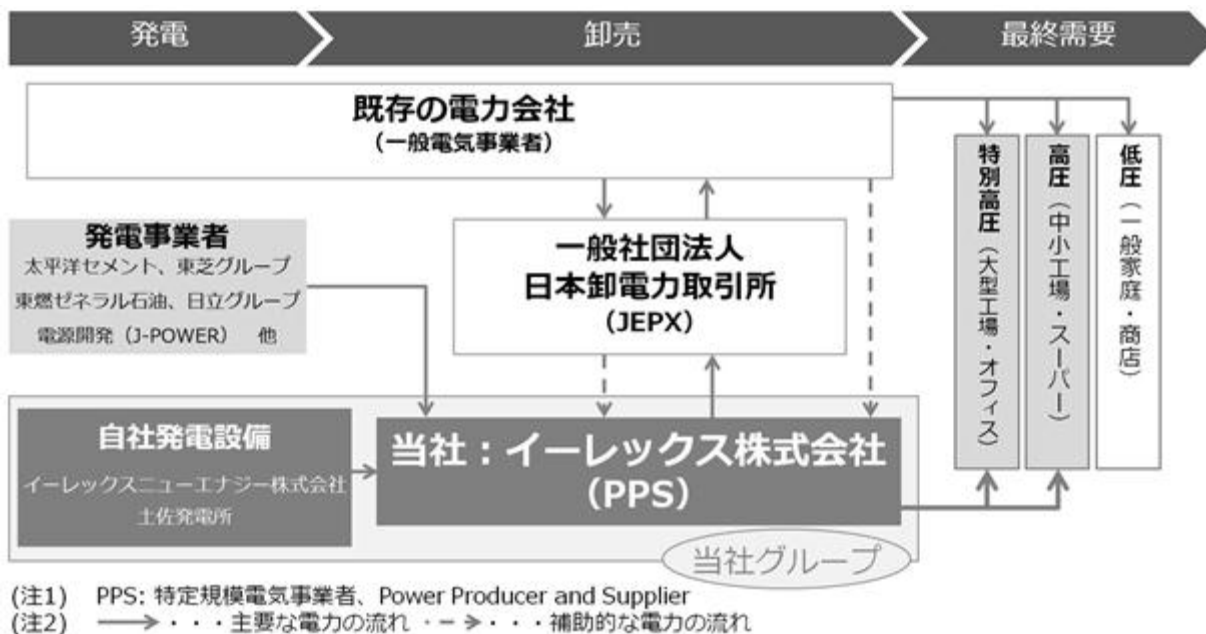 発電
卸売
最終需要
既存の電力会社
（一般電気事業者）
発電事業者
太平洋セメント、東芝グループ
東燃ゼネラル石油、日立グループ
電源開発（J-POWER）　他
一般社団法人
日本卸電力取引所
（JEPX）
特別高圧（大型工場・オフィス）
高圧（中小工場・スーパー）
低圧（一般家庭・商店）
自社発電設備
イーレックスニューエナジー株式会社
土佐発電所
当社：イーレックス株式会社
（PPS）
当社グループ
(注1)　PPS: 特定規模電気事業者、Power Producer and Supplier
(注2)　──→・・・主要な電力の流れ ・- →・・・補助的な電力の流れ